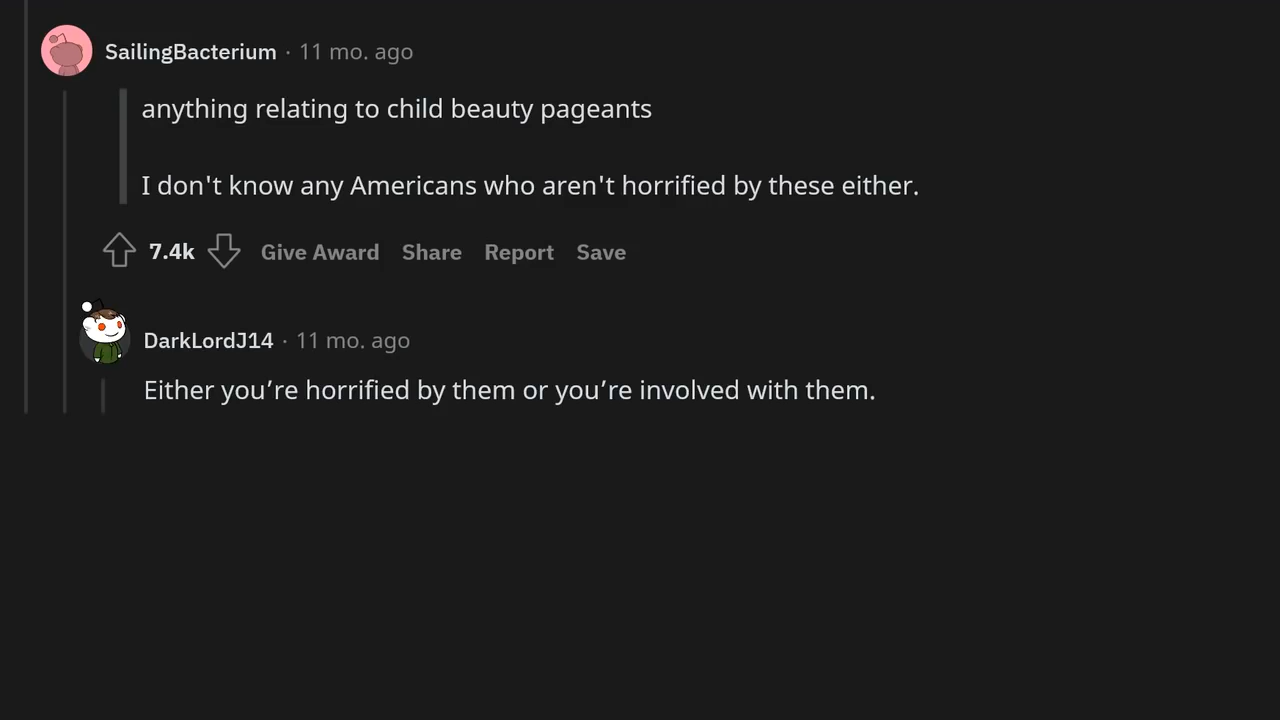 SailingBacterium · 11 mo. ago
anything relating to child beauty pageants
I don't know any Americans who aren't horrified by these either.
7.4k Give Award Share Report Save
DarkLordJ14 · 11 mo. ago
Either you’re horrified by them or you’re involved with them.